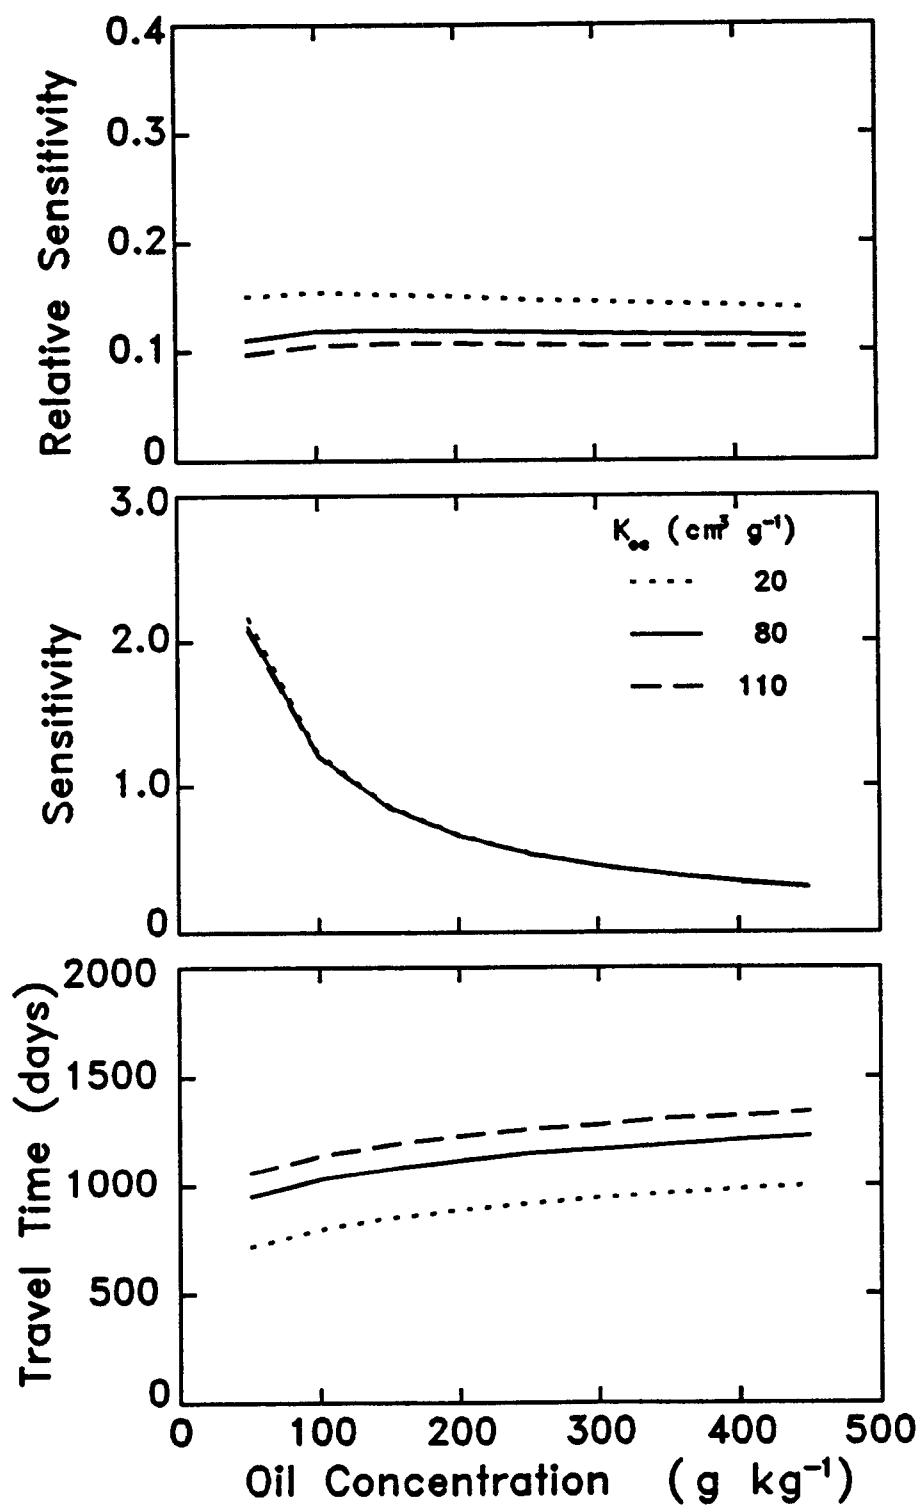 Relative Sensitivity
0.4
0.3
0.2
0.1
0
Sensitivity
3.0
2.0
1.0
0
K_oc (cm³ g⁻¹)
20
80
110
Travel Time (days)
2000
1500
1000
500
0
0 100 200 300 400 500
Oil Concentration (g kg⁻¹)